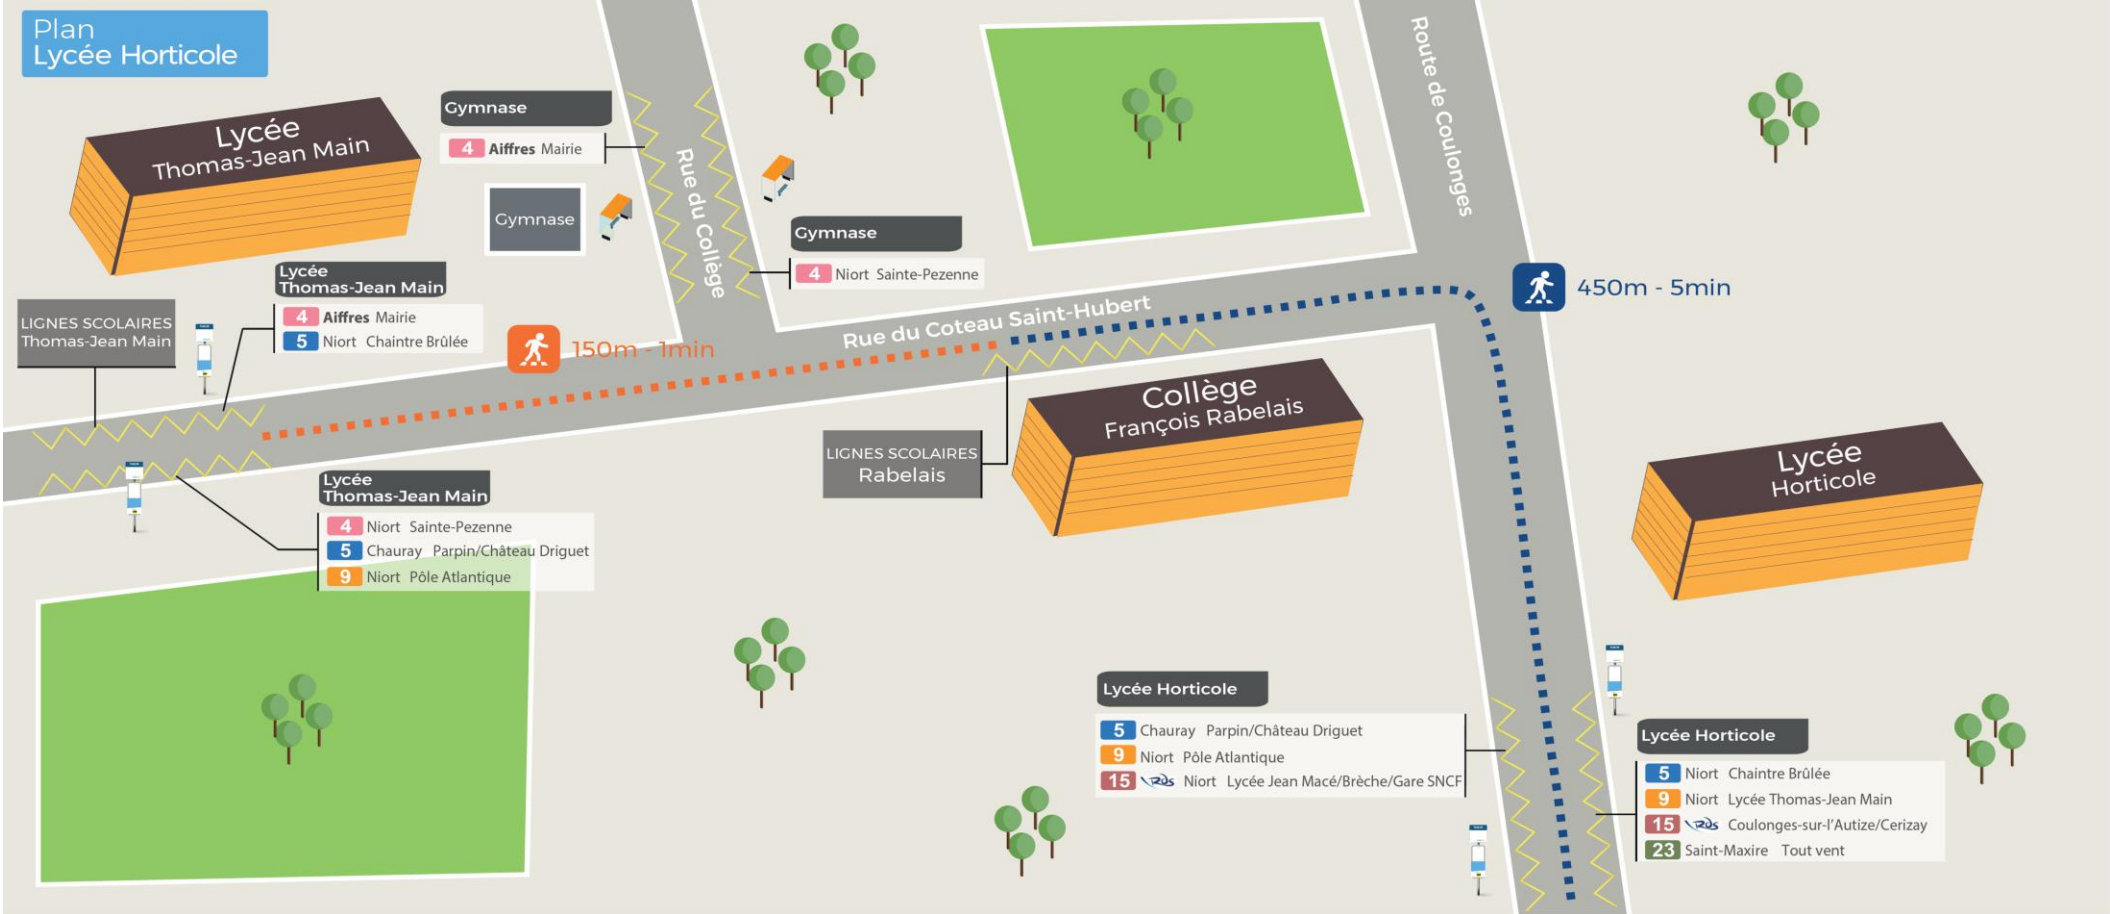 Plan
Lycée Horticole
Lycée
Thomas-Jean Main
Gymnase
4 Aiffres Mairie
Gymnase
Rue du Collège
Gymnase
4 Niort Sainte-Pezenne
Route de Coulonges
LIGNES SCOLAIRES
Thomas-Jean Main
Lycée
Thomas-Jean Main
4 Aiffres Mairie
5 Niort Chaintre Brûlée
150m - 1min
Rue du Coteau Saint-Hubert
450m - 5min
Collège
François Rabelais
LIGNES SCOLAIRES
Rabelais
Lycée
Horticole
Lycée
Thomas-Jean Main
4 Niort Sainte-Pezenne
5 Chauray Parpin/Château Driguet
9 Niort Pôle Atlantique
Lycée Horticole
5 Chauray Parpin/Château Driguet
9 Niort Pôle Atlantique
15 RDS Niort Lycée Jean Macé/Brèche/Gare SNCF
Lycée Horticole
5 Niort Chaintre Brûlée
9 Niort Lycée Thomas-Jean Main
15 RDS Coulonges-sur-l'Autize/Cerizay
23 Saint-Maxire Tout vent